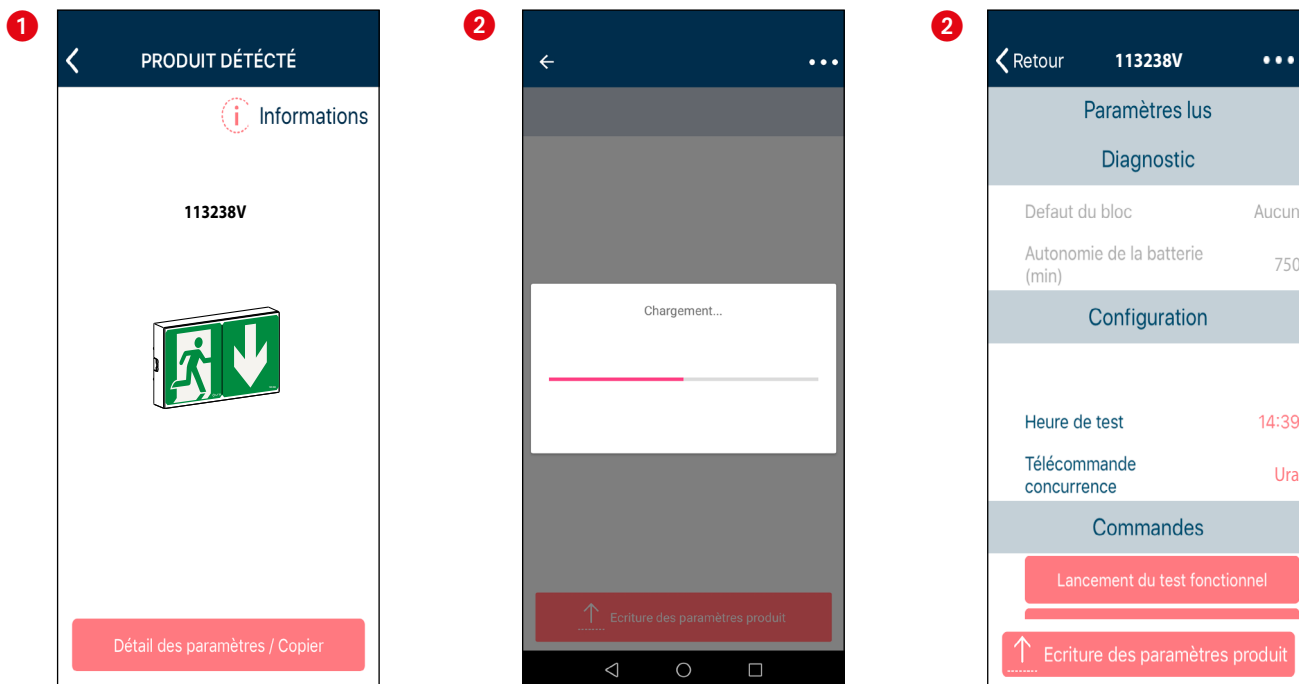 1
PRODUIT DÉTÉCTÉ
i Informations
113238V
Détail des paramètres / Copier
2
Chargement...
Ecriture des paramètres produit
2
Retour 113238V
Paramètres lus
Diagnostic
Defaut du bloc Aucun
Autonomie de la batterie
(min) 750
Configuration
Heure de test 14:39
Télécommande
concurrence Ura
Commandes
Lancement du test fonctionnel
Ecriture des paramètres produit